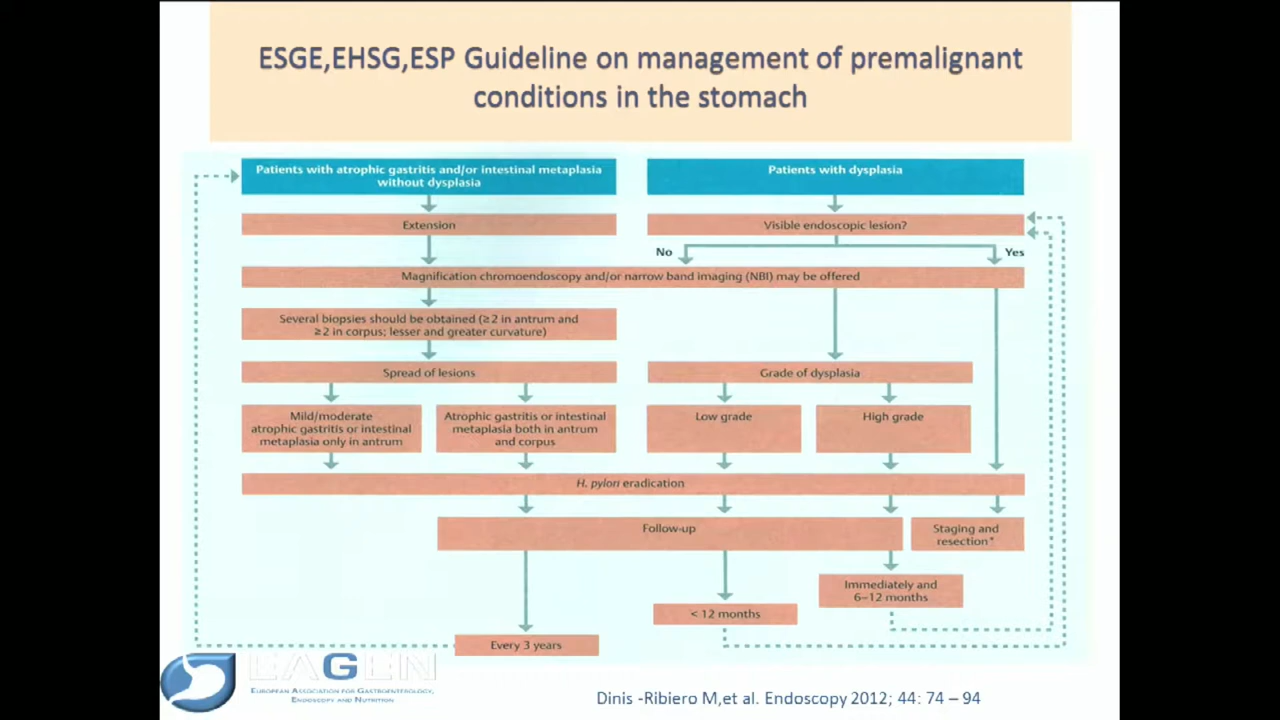 ESGE,EHSG,ESP Guideline on management of premalignant
conditions in the stomach
Patients with atrophic gastritis and/or intestinal metaplasia
without dysplasia
Patients with dysplasia
Extension
Visible endoscopic lesion?
No
Yes
Magnification chromoendoscopy and/or narrow band imaging (NBI) may be offered
Several biopsies should be obtained (≥2 in antrum and
≥2 in corpus; lesser and greater curvature)
Spread of lesions
Grade of dysplasia
Mild/moderate
atrophic gastritis or intestinal
metaplasia only in antrum
Atrophic gastritis or intestinal
metaplasia both in antrum
and corpus
Low grade
High grade
H. pylori eradication
Follow-up
Staging and
resection*
Immediately and
6–12 months
< 12 months
Every 3 years
EAGEN
European Association for Gastroenterology,
Endoscopy and Nutrition
Dinis -Ribiero M,et al. Endoscopy 2012; 44: 74 – 94